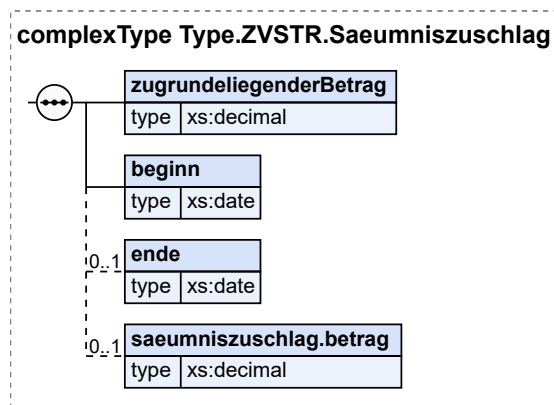 complexType Type.ZVSTR.Saeumniszuschlag
zugrundeliegenderBetrag
type xs:decimal
beginn
type xs:date
0..1 ende
type xs:date
0..1 saeumniszuschlag.betrag
type xs:decimal